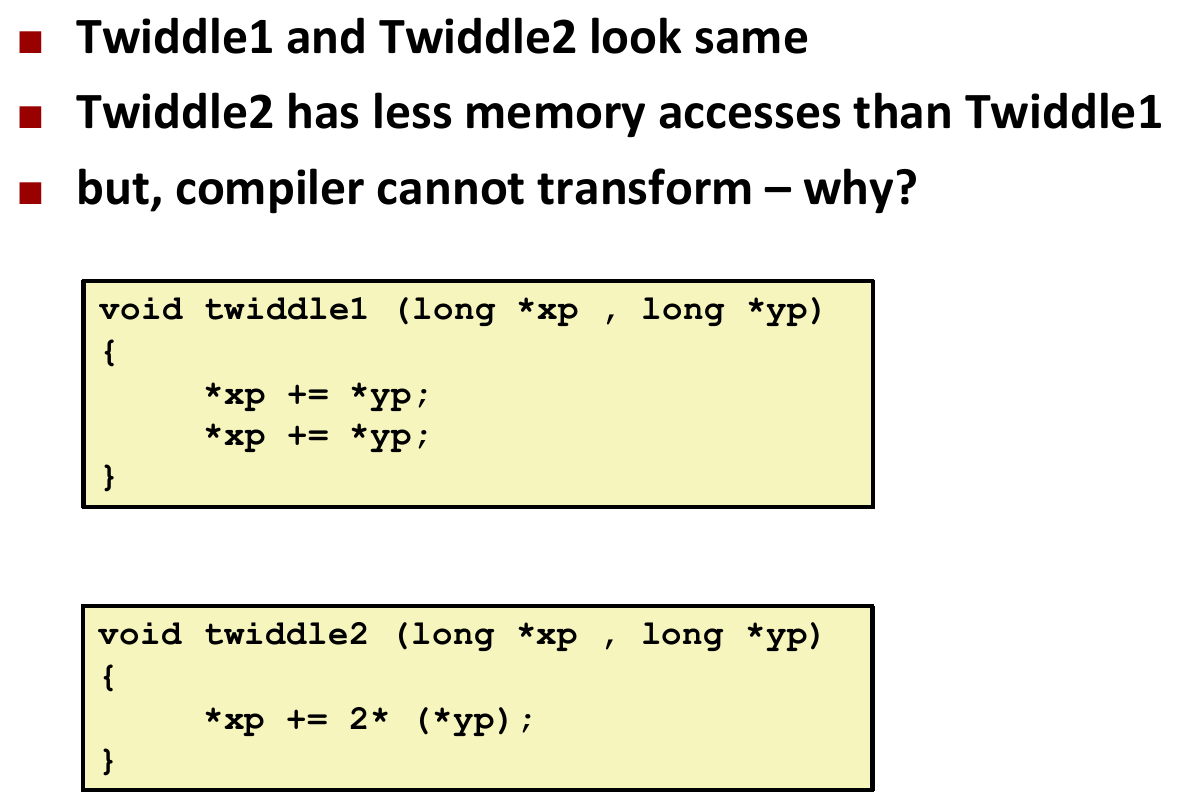 ■ Twiddle1 and Twiddle2 look same
■ Twiddle2 has less memory accesses than Twiddle1
■ but, compiler cannot transform – why?
void twiddle1 (long *xp , long *yp)
{
*xp += *yp;
*xp += *yp;
}
void twiddle2 (long *xp , long *yp)
{
*xp += 2* (*yp);
}